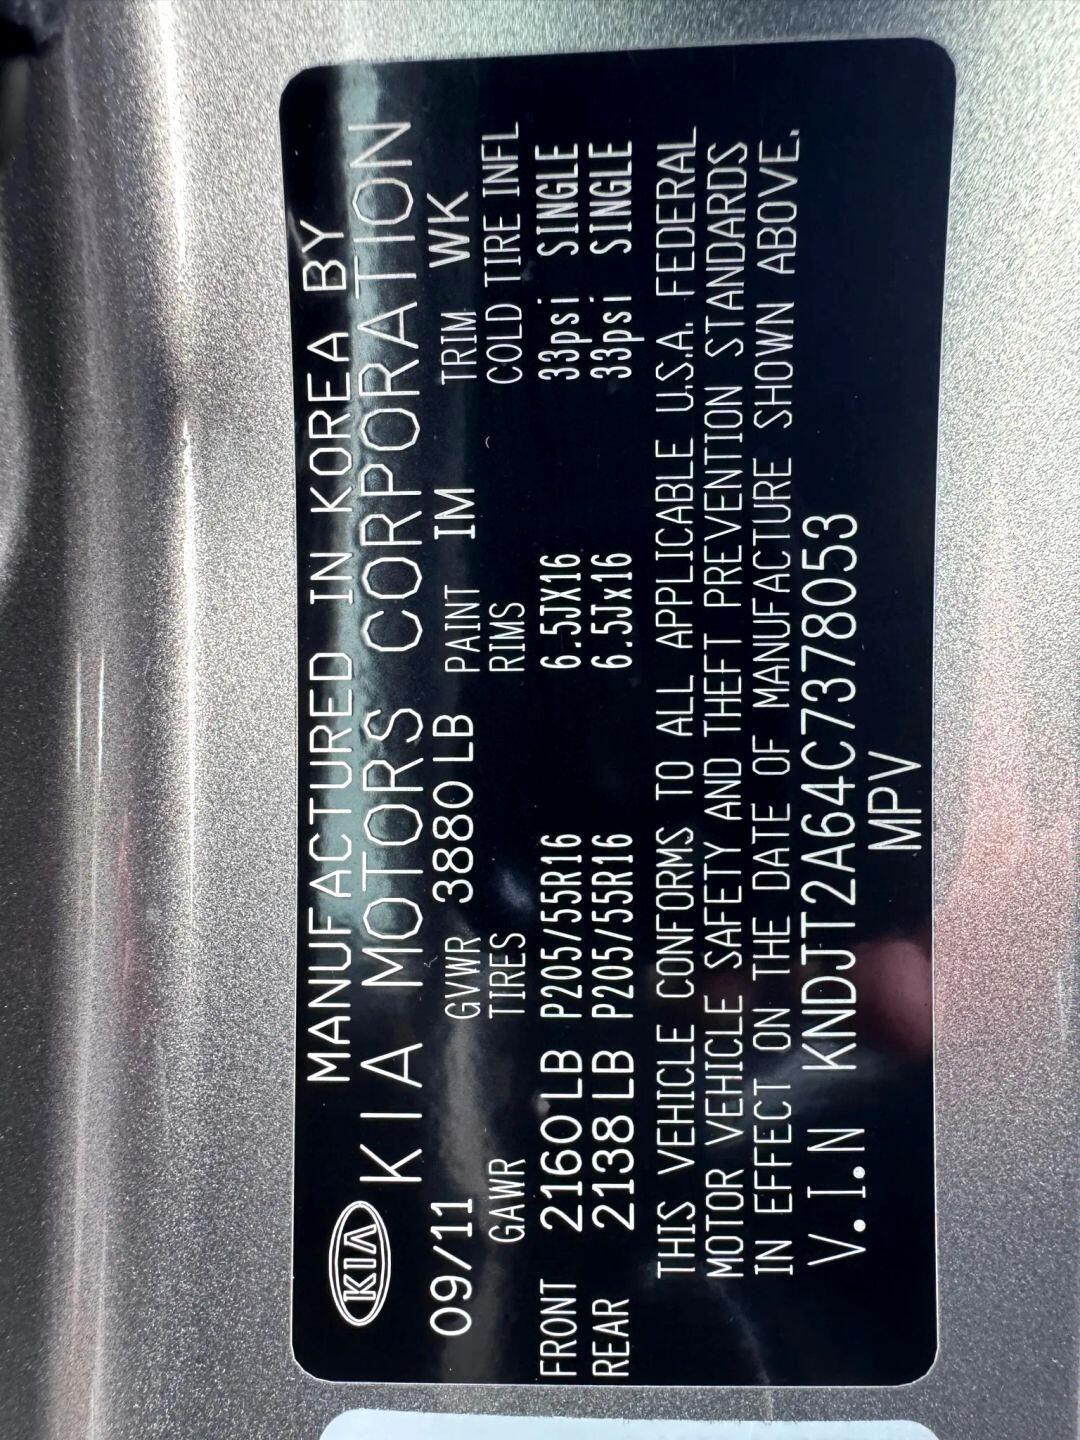 KIA MANUFACTURED IN KOREA BY
KIA MOTORS CORPORATION
09/11 GVWR 3880 LB PAINT IM TRIM WK
GAWR TIRES RIMS COLD TIRE INFL
FRONT 2160 LB P205/55R16 6.5JX16 33psi SINGLE
REAR 2138 LB P205/55R16 6.5Jx16 33psi SINGLE
THIS VEHICLE CONFORMS TO ALL APPLICABLE U.S.A. FEDERAL
MOTOR VEHICLE SAFETY AND THEFT PREVENTION STANDARDS
IN EFFECT ON THE DATE OF MANUFACTURE SHOWN ABOVE.
V.I.N KNDJT2A64C7378053
MPV